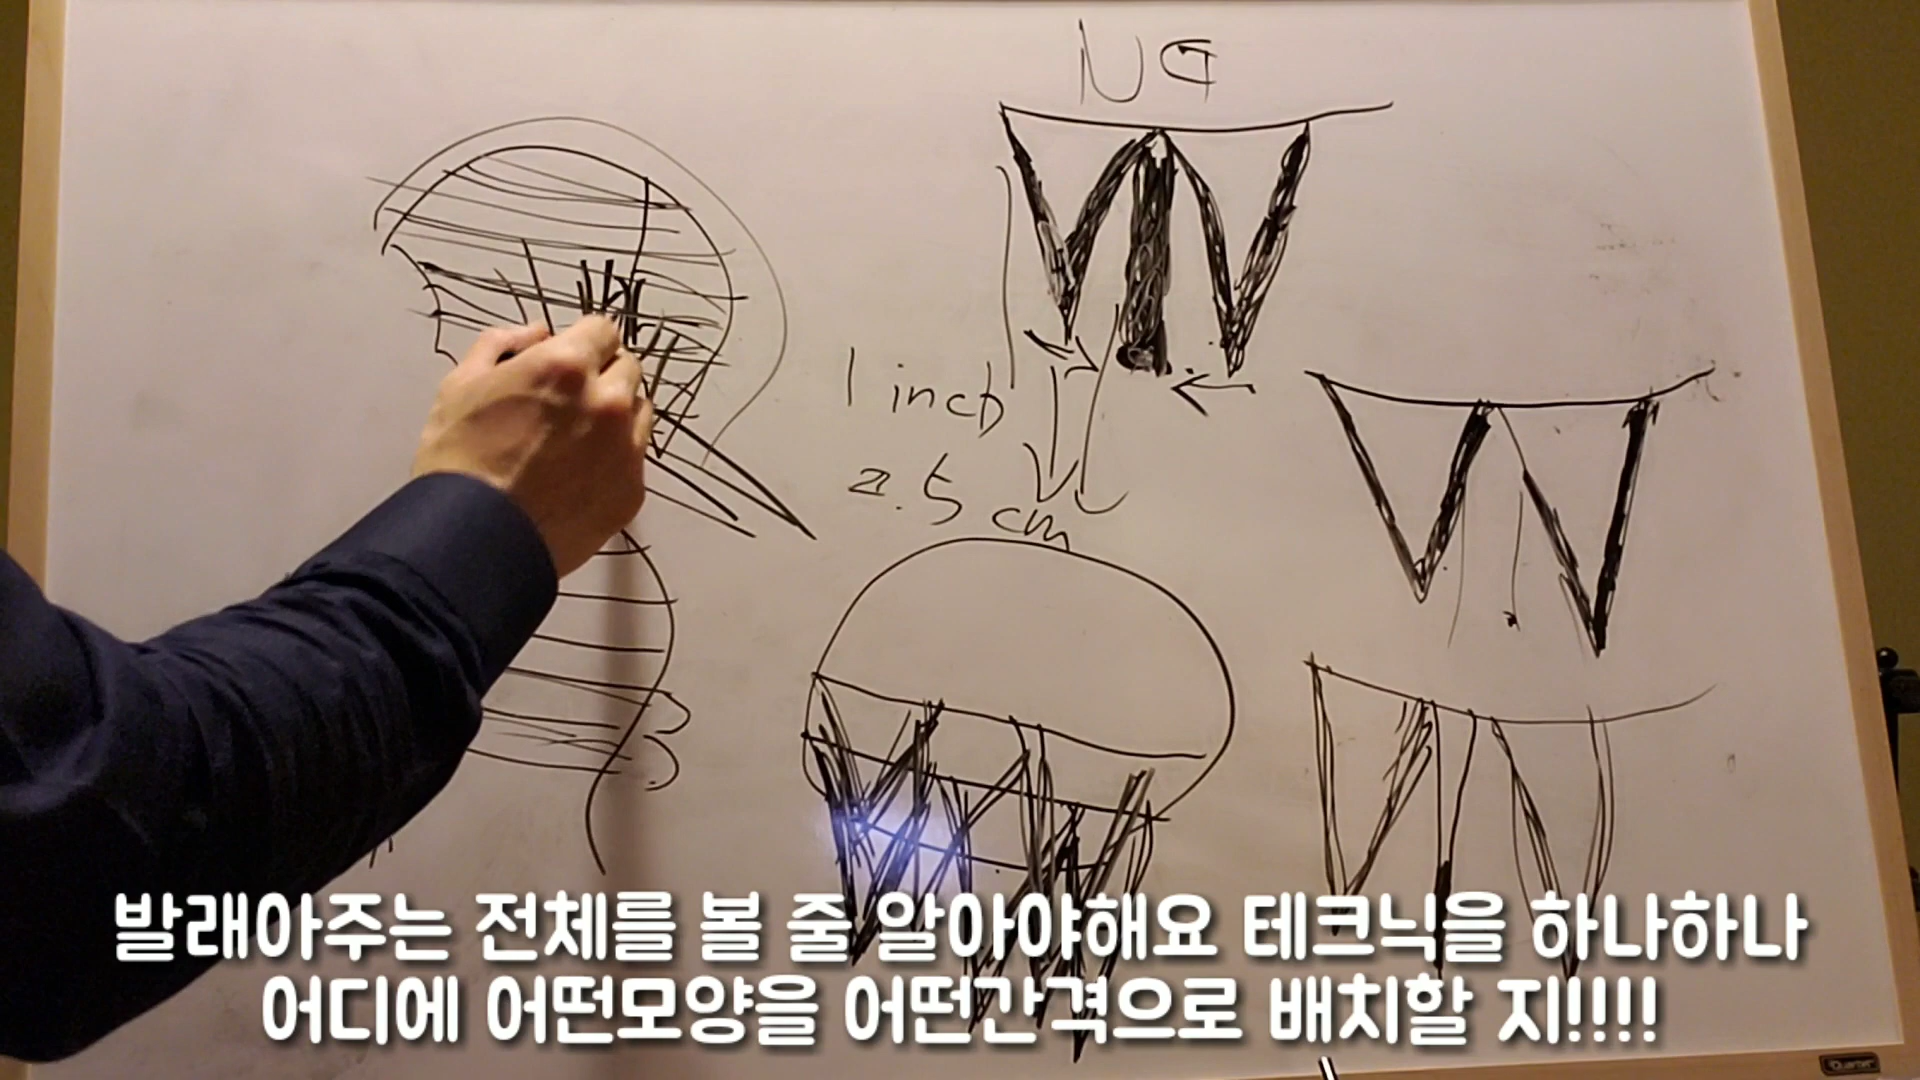 NG
1 inch
2.5 cm
발래아주는 전체를 볼 줄 알아야해요 테크닉을 하나하나
어디에 어떤모양을 어떤간격으로 배치할 지!!!!
Quartet